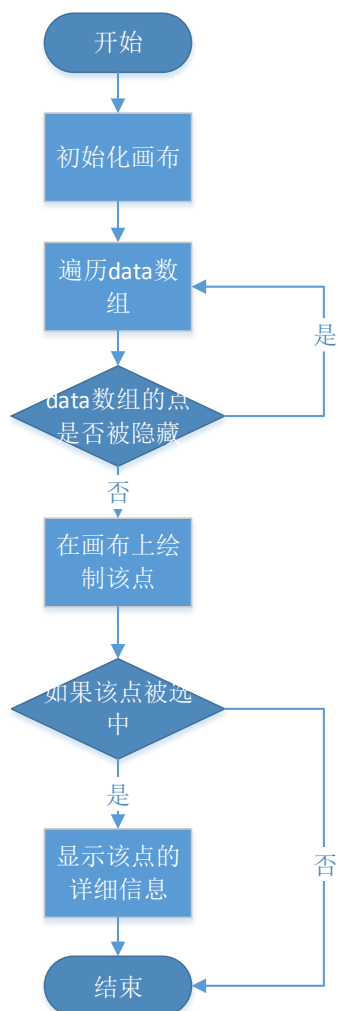 开始
初始化画布
遍历data数
组
是
data数组的点
是否被隐藏
否
在画布上绘
制该点
如果该点被选
中
是
显示该点的
详细信息
否
结束